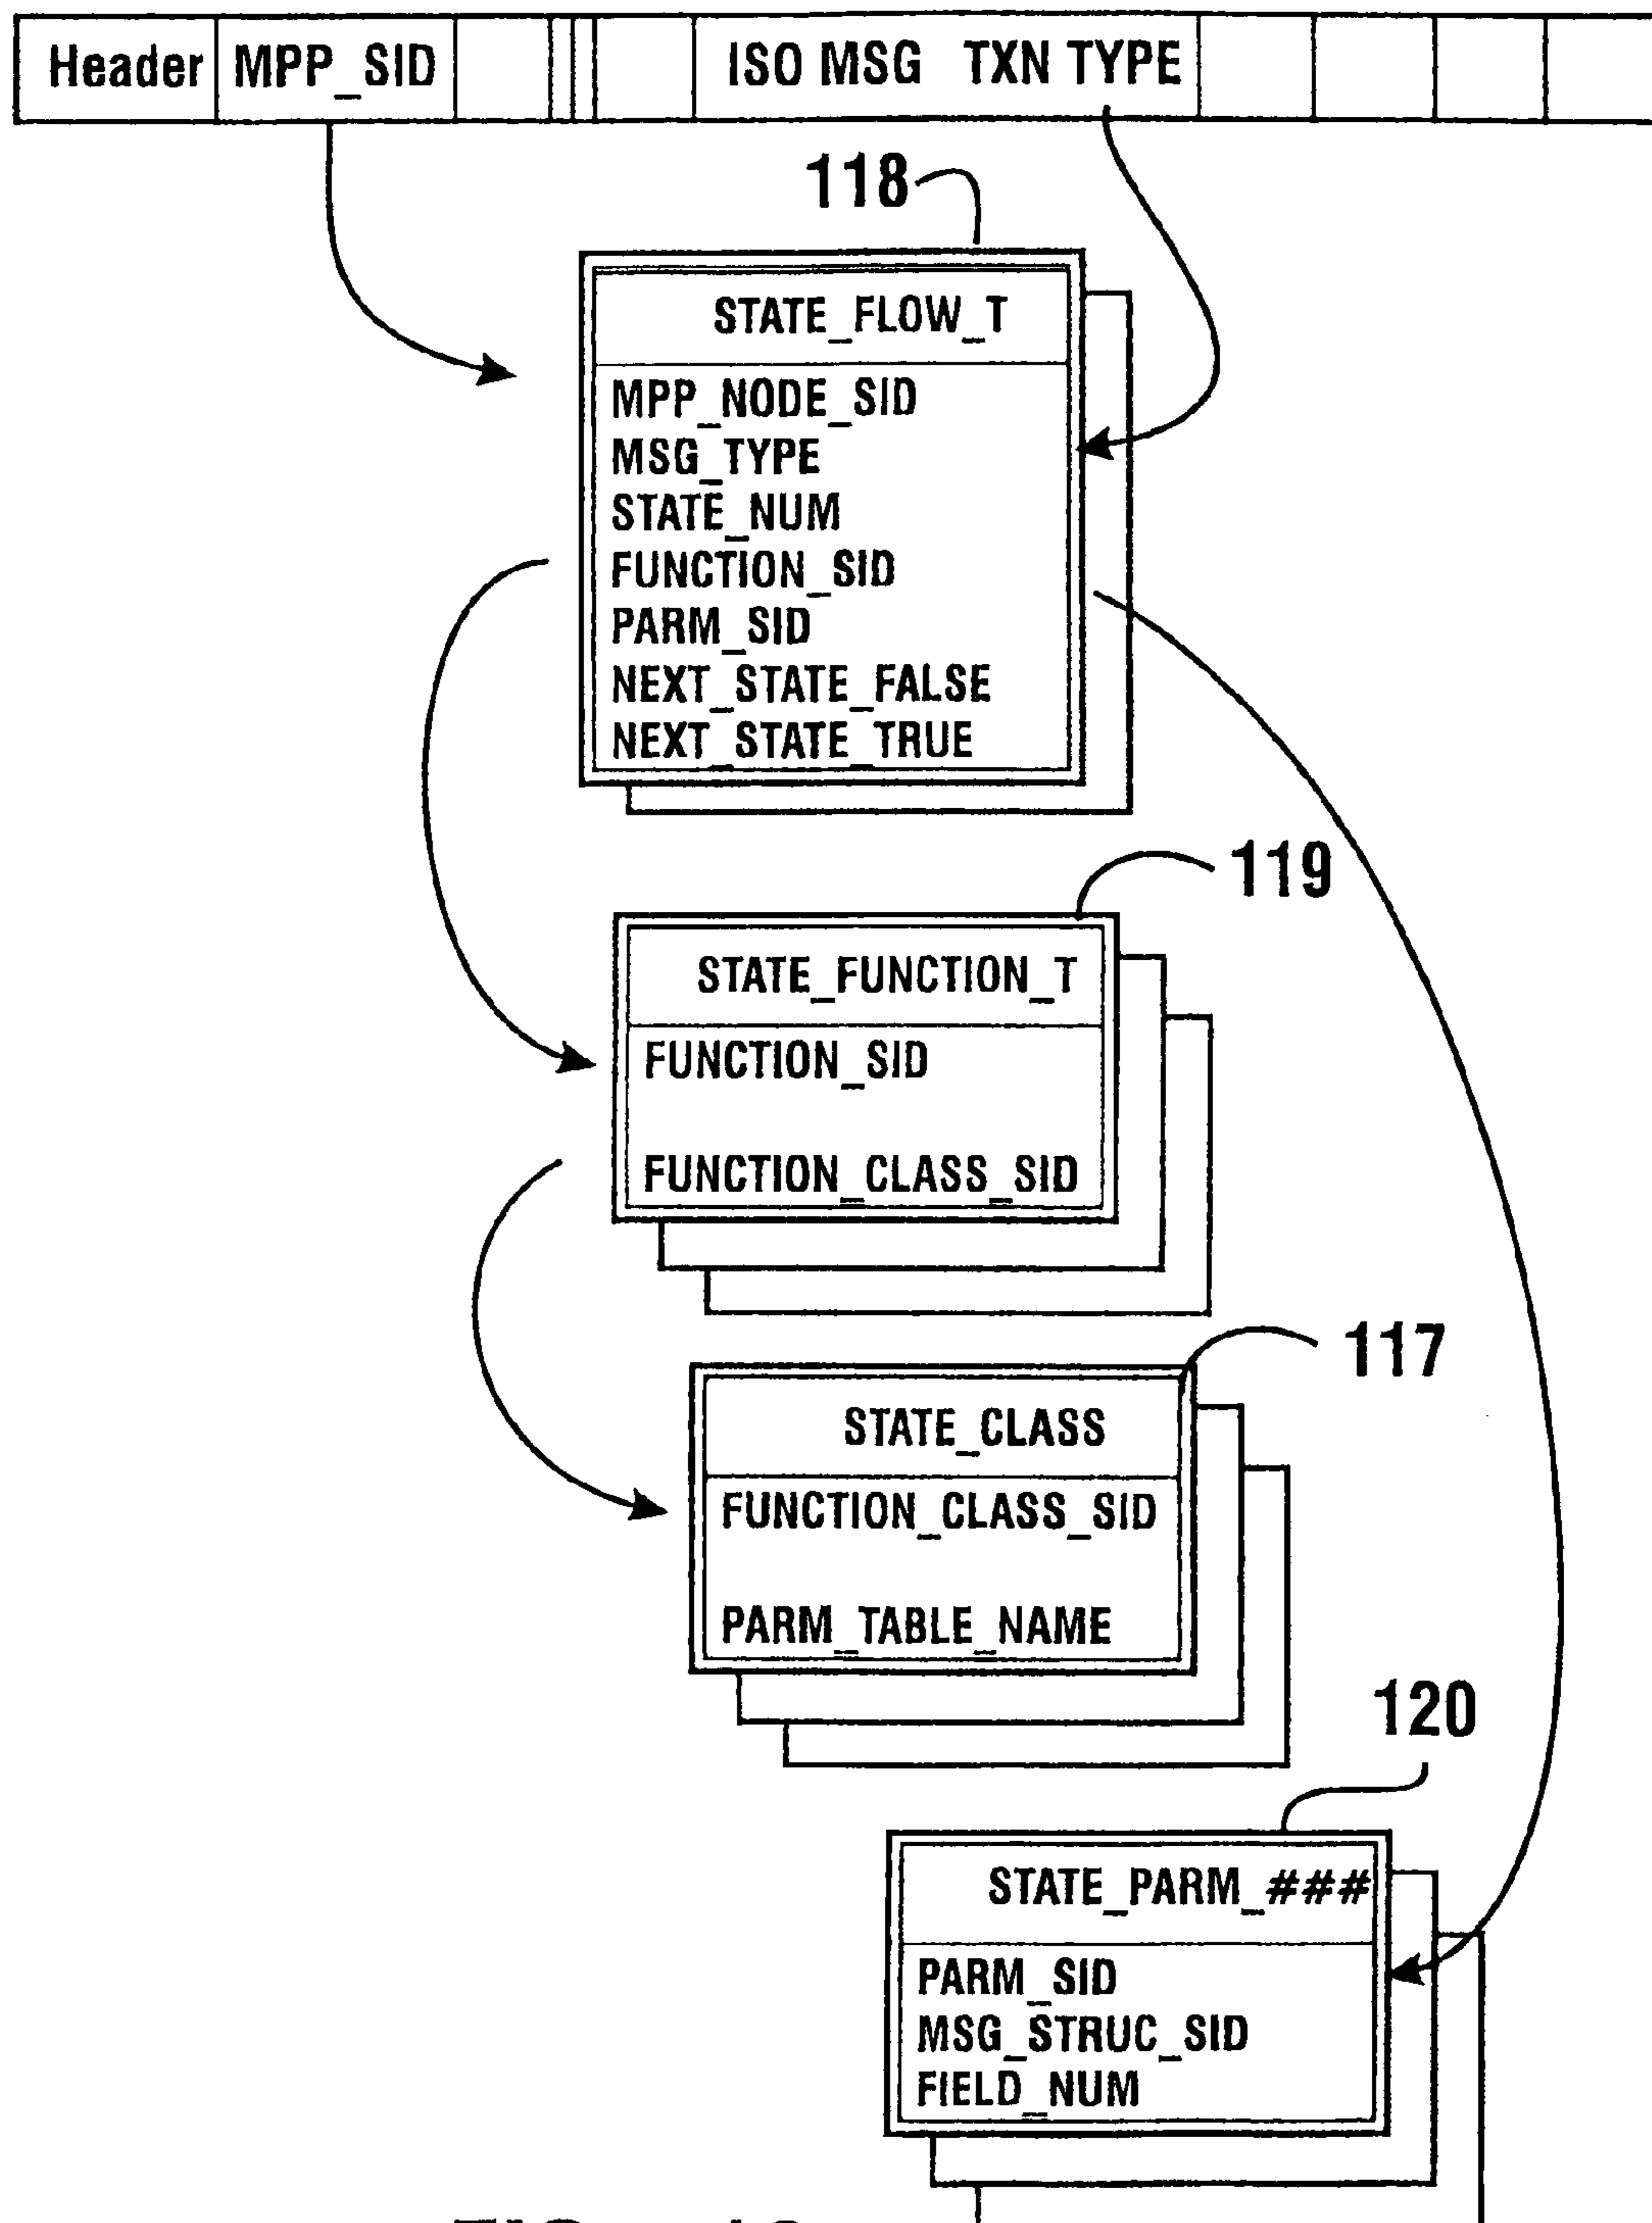 Header MPP_SID ISO MSG TXN TYPE
118
STATE_FLOW_T
MPP_NODE_SID
MSG_TYPE
STATE_NUM
FUNCTION_SID
PARM_SID
NEXT_STATE_FALSE
NEXT_STATE_TRUE
119
STATE_FUNCTION_T
FUNCTION_SID
FUNCTION_CLASS_SID
117
STATE_CLASS
FUNCTION_CLASS_SID
PARM_TABLE_NAME
120
STATE_PARM_###
PARM_SID
MSG_STRUC_SID
FIELD_NUM